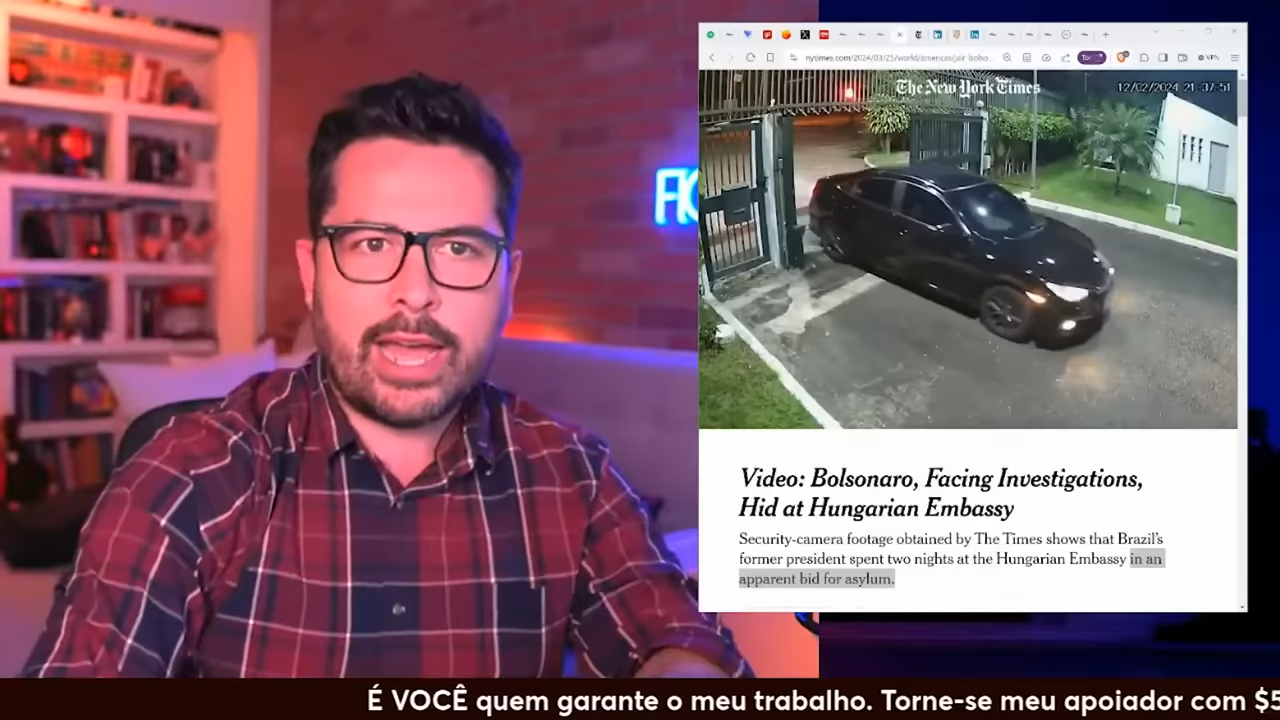 nytimes.com/2024/03/25/world/americas/jair-bolso...
Tor
VPN
The New York Times
12/02/2024 21:37:51
FIG
Video: Bolsonaro, Facing Investigations,
Hid at Hungarian Embassy
Security-camera footage obtained by The Times shows that Brazil's
former president spent two nights at the Hungarian Embassy in an
apparent bid for asylum.
É VOCÊ quem garante o meu trabalho. Torne-se meu apoiador com $5